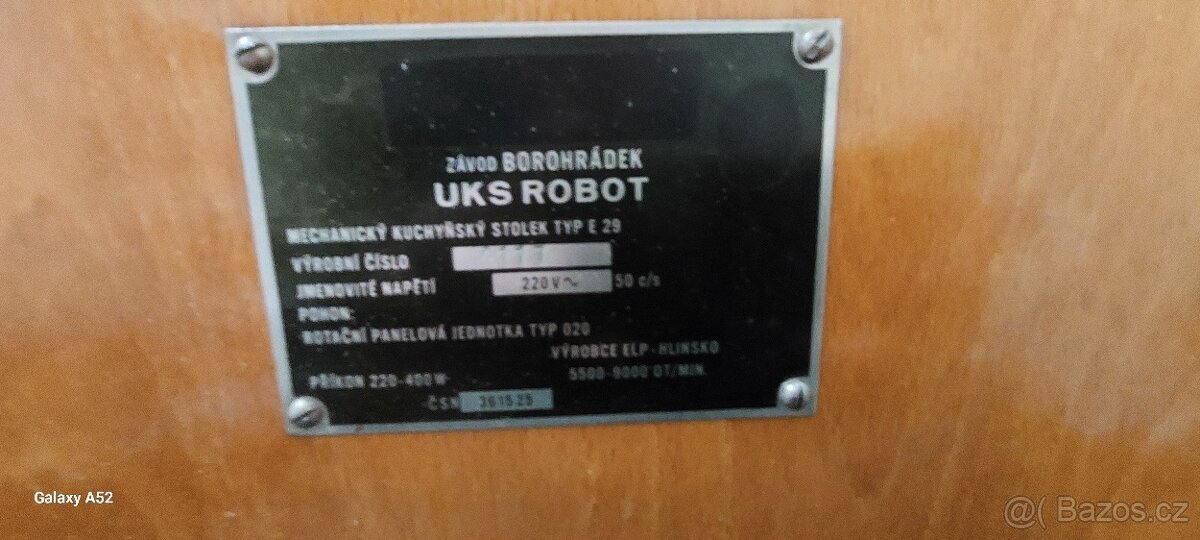 ZÁVOD BOROHRÁDEK
UKS ROBOT
MECHANICKÝ KUCHYŇSKÝ STOLEK TYP E 29
VÝROBNÍ ČÍSLO
JMENOVITÉ NAPĚTÍ 220 V ~ 50 c/s
POHON:
ROTAČNÍ PANELOVÁ JEDNOTKA TYP 020
VÝROBCE ELP - HLINSKO
PŘÍKON 220-400 W 5500-9000 OT/MIN.
ČSN 361525
Galaxy A52
@( Bazos.cz